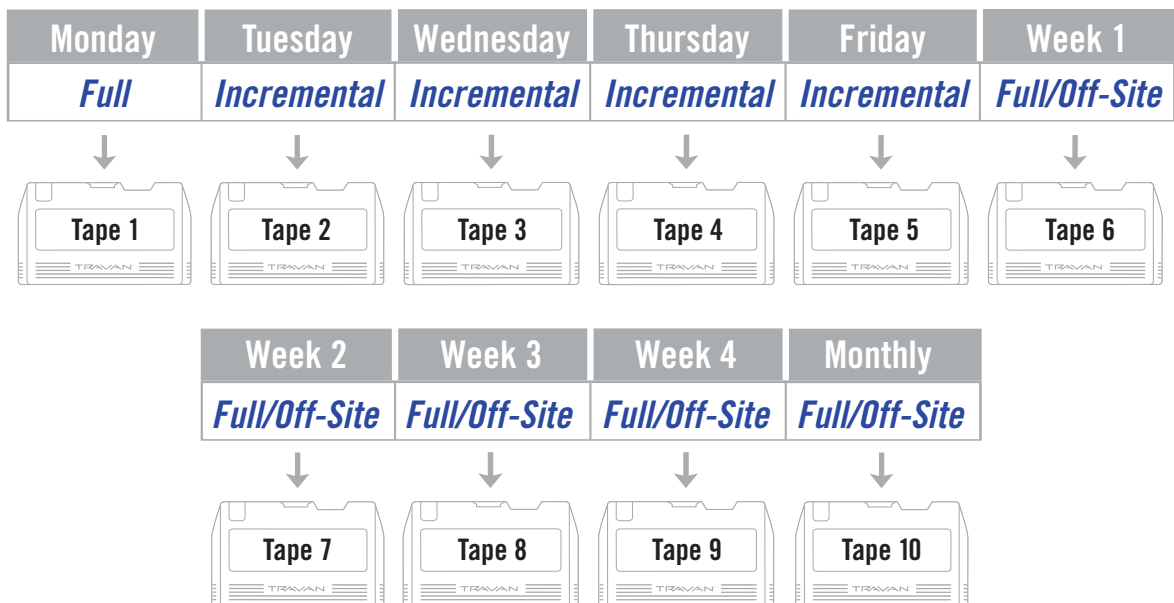 Monday Tuesday Wednesday Thursday Friday Week 1
Full Incremental Incremental Incremental Incremental Full/Off-Site
Tape 1 Tape 2 Tape 3 Tape 4 Tape 5 Tape 6
TRAVAN TRAVAN TRAVAN TRAVAN TRAVAN TRAVAN
Week 2 Week 3 Week 4 Monthly
Full/Off-Site Full/Off-Site Full/Off-Site Full/Off-Site
Tape 7 Tape 8 Tape 9 Tape 10
TRAVAN TRAVAN TRAVAN TRAVAN